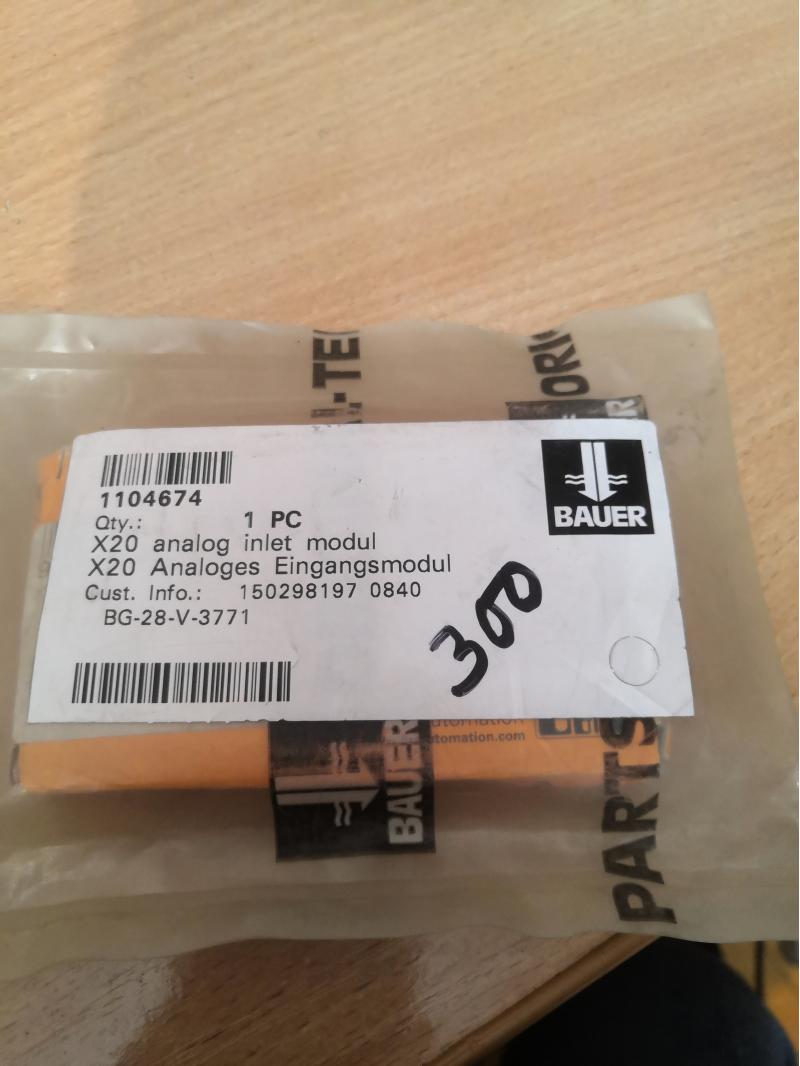 1104674
Qty.: 1 PC
X20 analog inlet modul
X20 Analoges Eingangsmodul
Cust. Info.: 150298197 0840
BG-28-V-3771
BAUER
300
automation
BAUER
PARTS